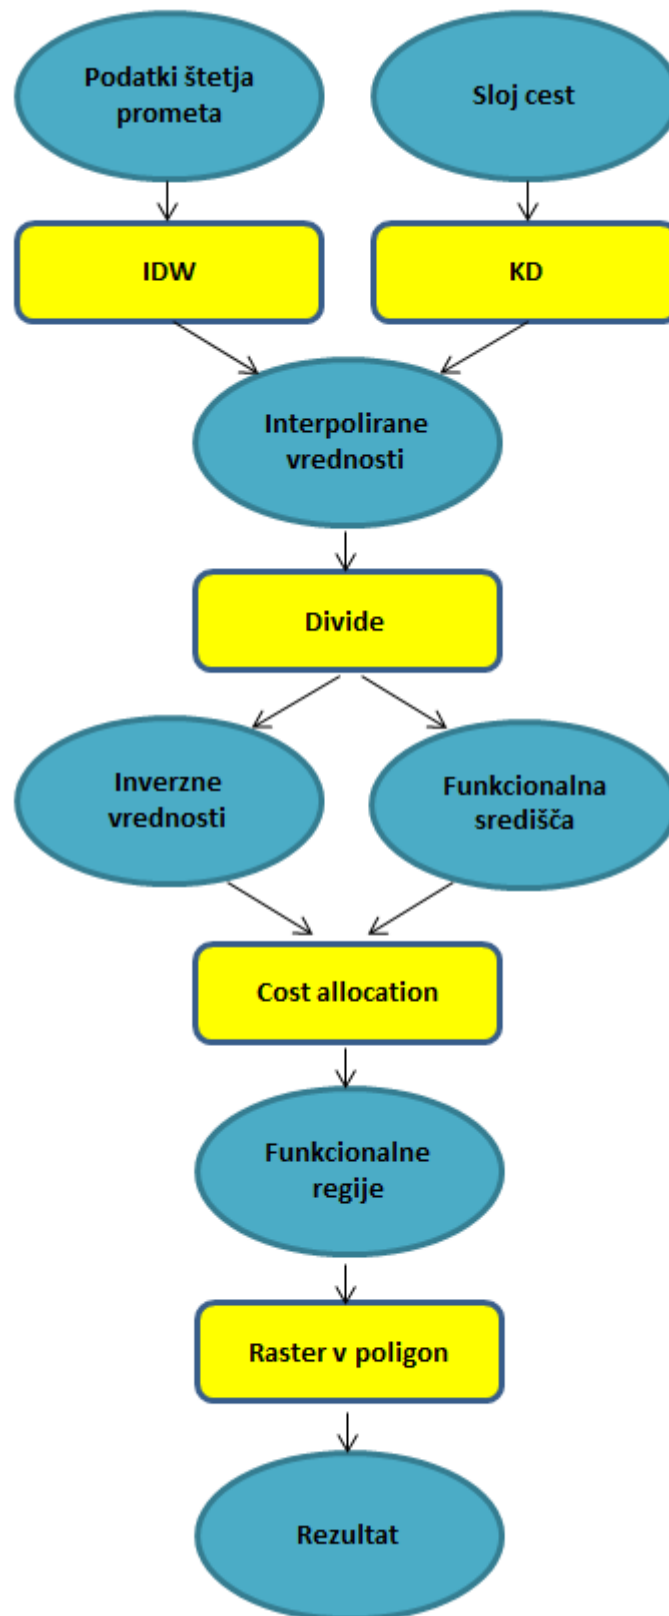 Podatki štetja
prometa
Sloj cest
IDW
KD
Interpolirane
vrednosti
Divide
Inverzne
vrednosti
Funkcionalna
središča
Cost allocation
Funkcionalne
regije
Raster v poligon
Rezultat